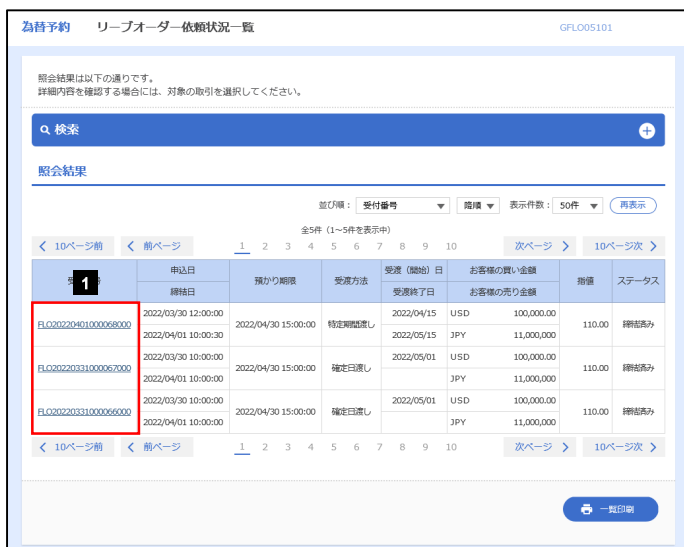 為替予約 リーブオーダー依頼状況一覧 GFLO05101
照会結果は以下の通りです。
詳細内容を確認する場合には、対象の取引を選択してください。
検索
照会結果
並び順： 受付番号 降順 表示件数： 50件 再表示
全5件（1～5件を表示中）
10ページ前 前ページ 1 2 3 4 5 6 7 8 9 10 次ページ 10ページ次
1
申込日 預かり期限 受渡方法 受渡（開始）日 お客様の買い金額 指値 ステータス
締結日 受渡終了日 お客様の売り金額
FLO20220401000068000 2022/03/30 12:00:00 2022/04/30 15:00:00 特定期間渡し 2022/04/15 USD 100,000.00 110.00 締結済み
2022/04/01 10:00:30 2022/05/15 JPY 11,000,000
FLO20220331000067000 2022/03/30 10:00:00 2022/04/30 15:00:00 確定日渡し 2022/05/01 USD 100,000.00 110.00 締結済み
2022/04/01 10:00:00 JPY 11,000,000
FLO20220331000066000 2022/03/30 10:00:00 2022/04/30 15:00:00 確定日渡し 2022/05/01 USD 100,000.00 110.00 締結済み
2022/04/01 10:00:00 JPY 11,000,000
10ページ前 前ページ 1 2 3 4 5 6 7 8 9 10 次ページ 10ページ次
一覧印刷